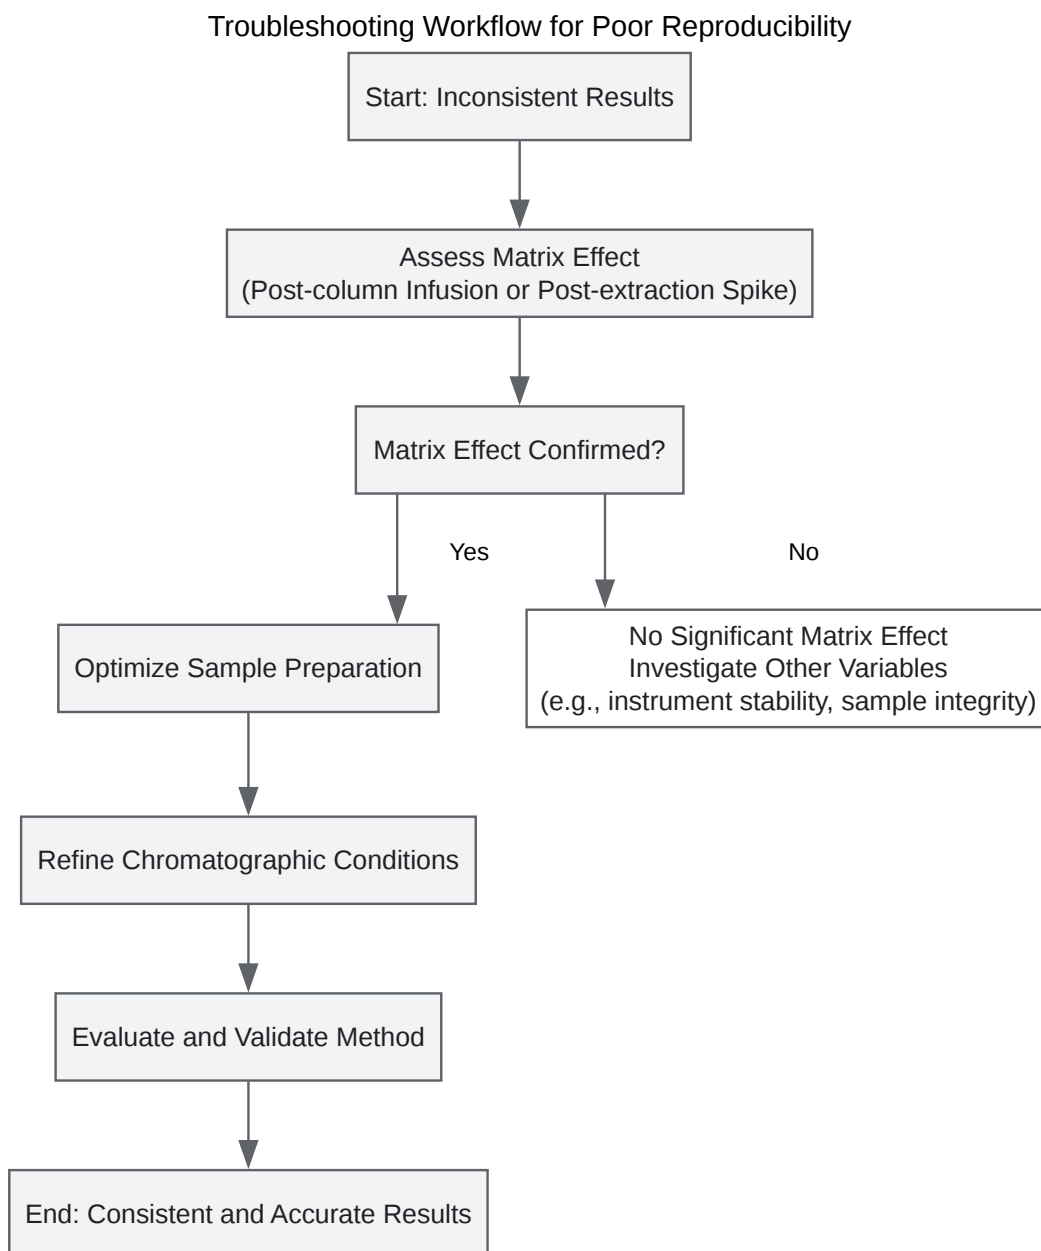 Troubleshooting Workflow for Poor Reproducibility
Start: Inconsistent Results
Assess Matrix Effect
(Post-column Infusion or Post-extraction Spike)
Matrix Effect Confirmed?
Yes
No
Optimize Sample Preparation
No Significant Matrix Effect
Investigate Other Variables
(e.g., instrument stability, sample integrity)
Refine Chromatographic Conditions
Evaluate and Validate Method
End: Consistent and Accurate Results